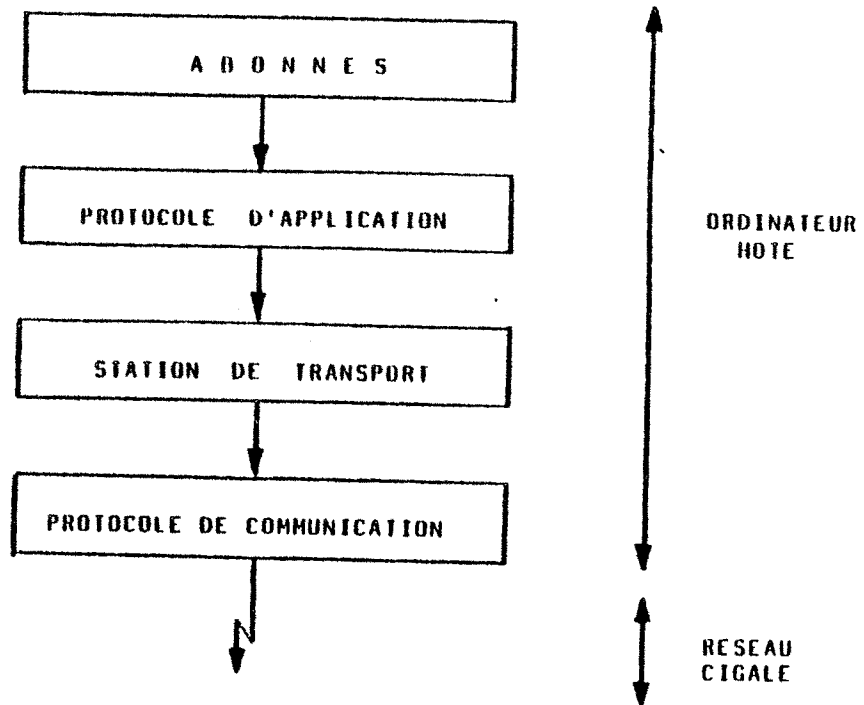 ABONNES
PROTOCOLE D'APPLICATION
ORDINATEUR
HOTE
STATION DE TRANSPORT
PROTOCOLE DE COMMUNICATION
RESEAU
CIGALE